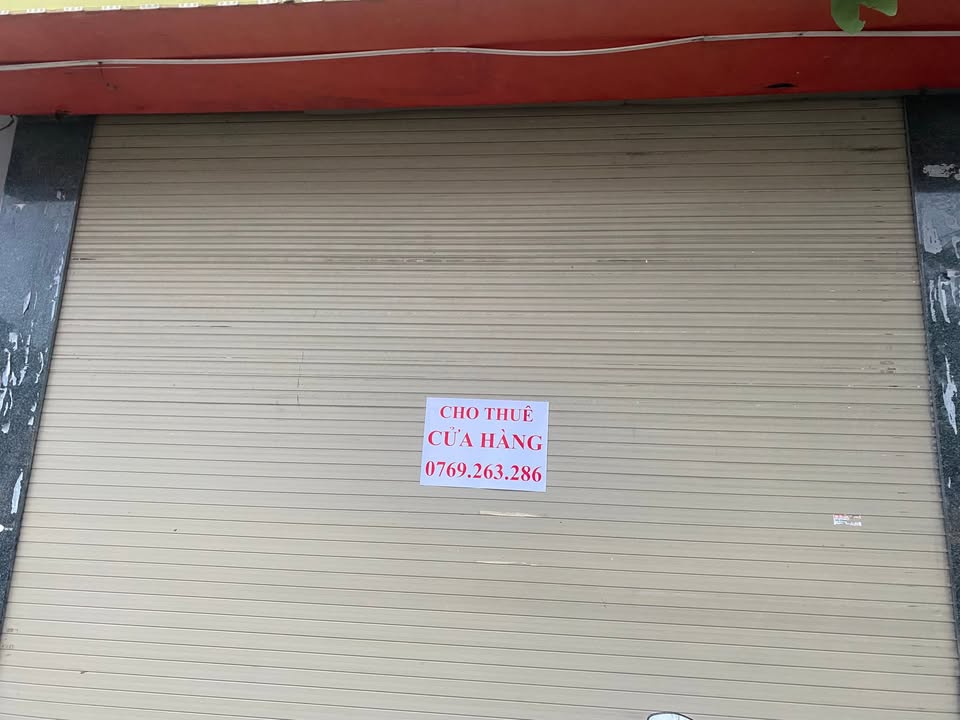 CHO THUÊ
CỬA HÀNG
0769.263.286